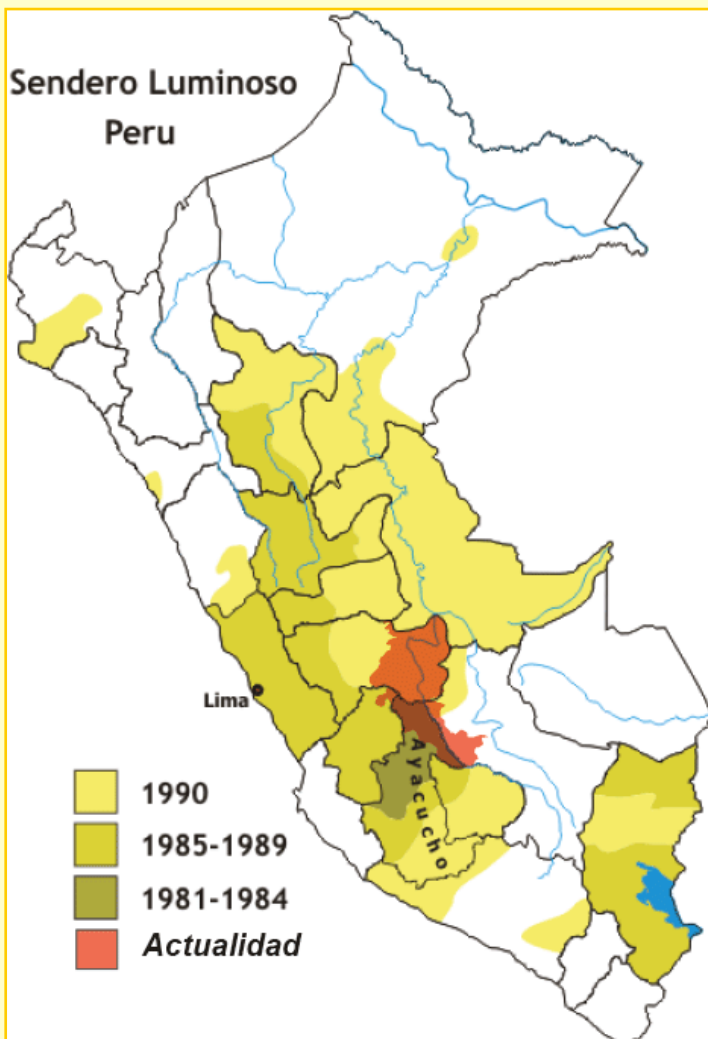 Sendero Luminoso
Peru
Lima
Ayacucho
1990
1985-1989
1981-1984
Actualidad